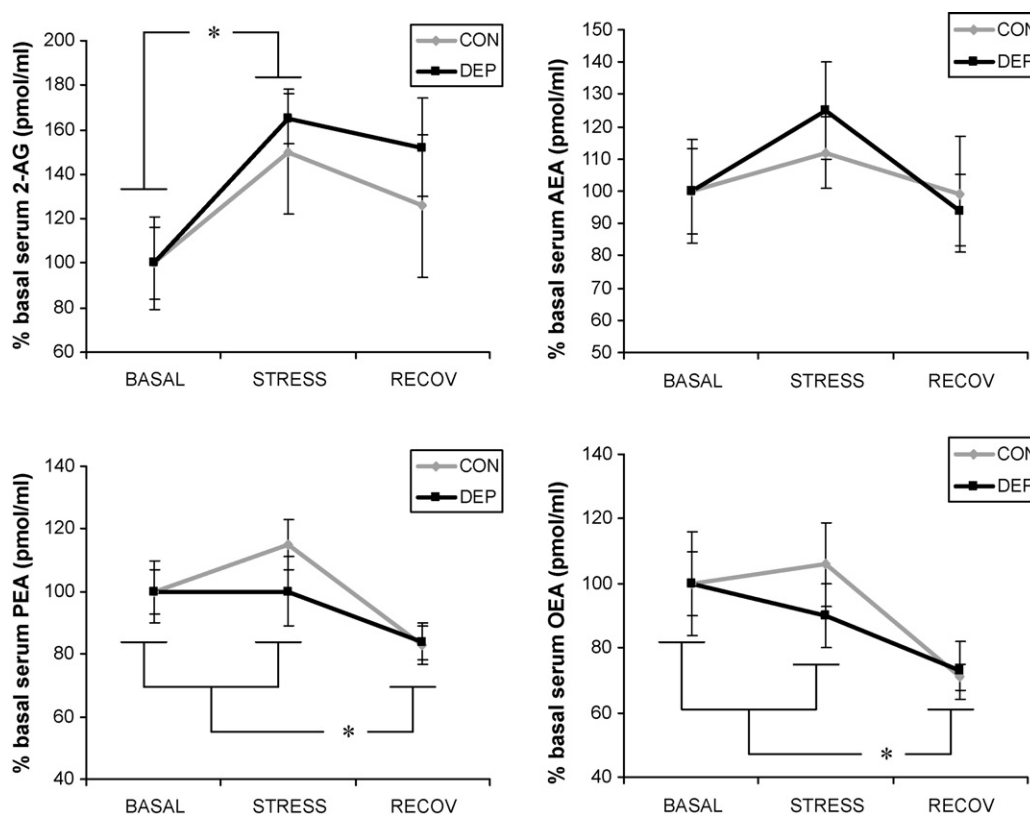 % basal serum 2-AG (pmol/ml)
200
180
160
140
120
100
80
60
*
CON
DEP
BASAL STRESS RECOV
% basal serum AEA (pmol/ml)
150
140
130
120
110
100
90
80
70
60
50
CON
DEP
BASAL STRESS RECOV
% basal serum PEA (pmol/ml)
140
120
100
80
60
40
CON
DEP
*
BASAL STRESS RECOV
% basal serum OEA (pmol/ml)
140
120
100
80
60
40
CON
DEP
*
BASAL STRESS RECOV